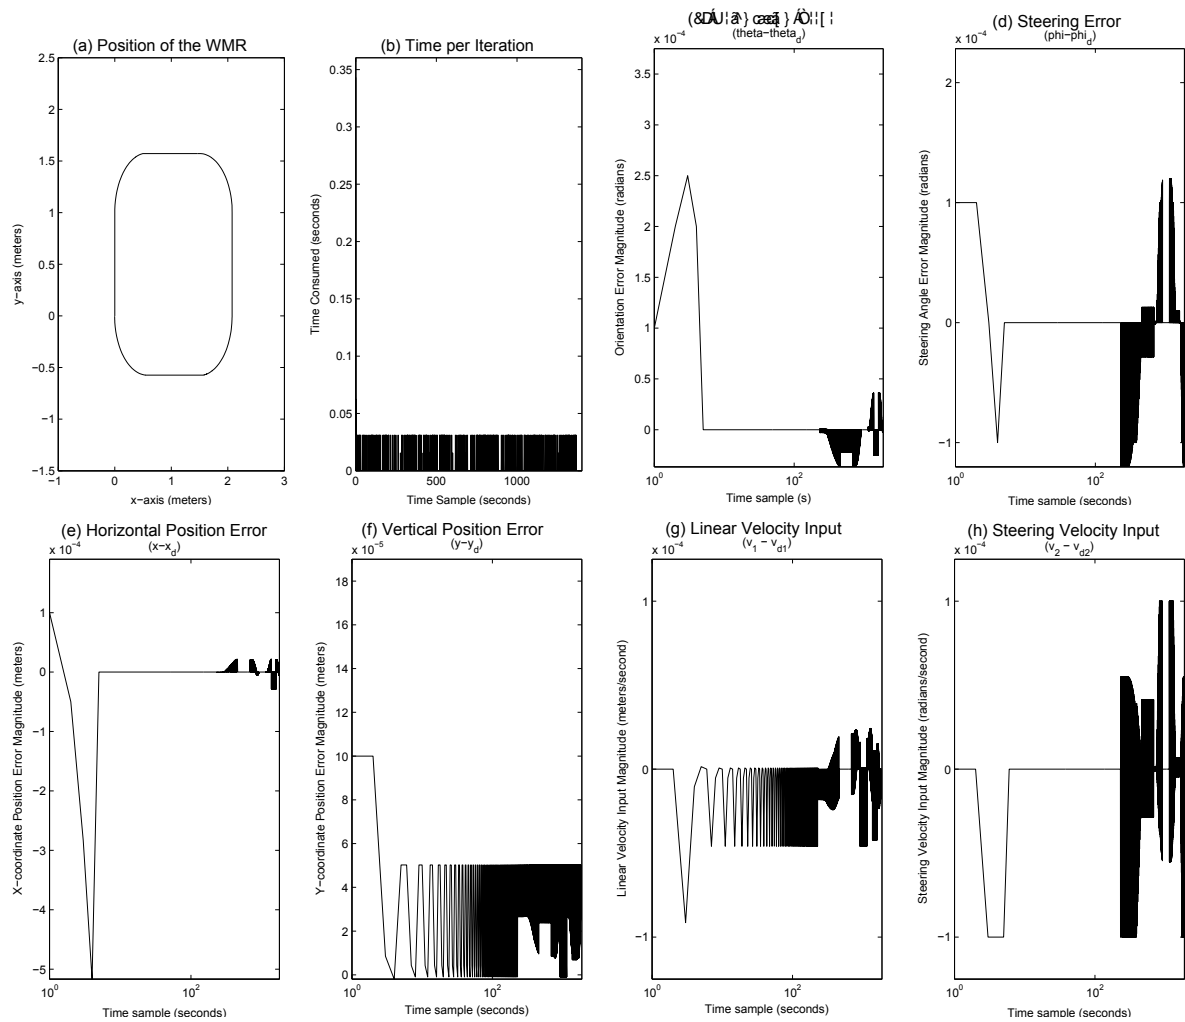 (a) Position of the WMR
2.5
2
1.5
1
0.5
0
−0.5
−1
−1.5
−1
0
1
2
3
y−axis (meters)
x−axis (meters)
(b) Time per Iteration
0.35
0.3
0.25
0.2
0.15
0.1
0.05
0
0
500
1000
Time Consumed (seconds)
Time Sample (seconds)
(theta−theta_d)
x 10^−4
3.5
3
2.5
2
1.5
1
0.5
0
10^0
10^2
Orientation Error Magnitude (radians)
Time sample (s)
(d) Steering Error
(phi−phi_d)
x 10^−4
2
1
0
−1
10^0
10^2
Steering Angle Error Magnitude (radians)
Time sample (seconds)
(e) Horizontal Position Error
(x−x_d)
x 10^−4
1
0
−1
−2
−3
−4
−5
10^0
10^2
X−coordinate Position Error Magnitude (meters)
Time sample (seconds)
(f) Vertical Position Error
(y−y_d)
x 10^−5
18
16
14
12
10
8
6
4
2
0
10^0
10^2
Y−coordinate Position Error Magnitude (meters)
Time sample (seconds)
(g) Linear Velocity Input
(v_1 − v_d1)
x 10^−4
1
0
−1
10^0
10^2
Linear Velocity Input Magnitude (meters/second)
Time sample (seconds)
(h) Steering Velocity Input
(v_2 − v_d2)
x 10^−4
1
0
−1
10^0
10^2
Steering Velocity Input Magnitude (radians/second)
Time sample (seconds)